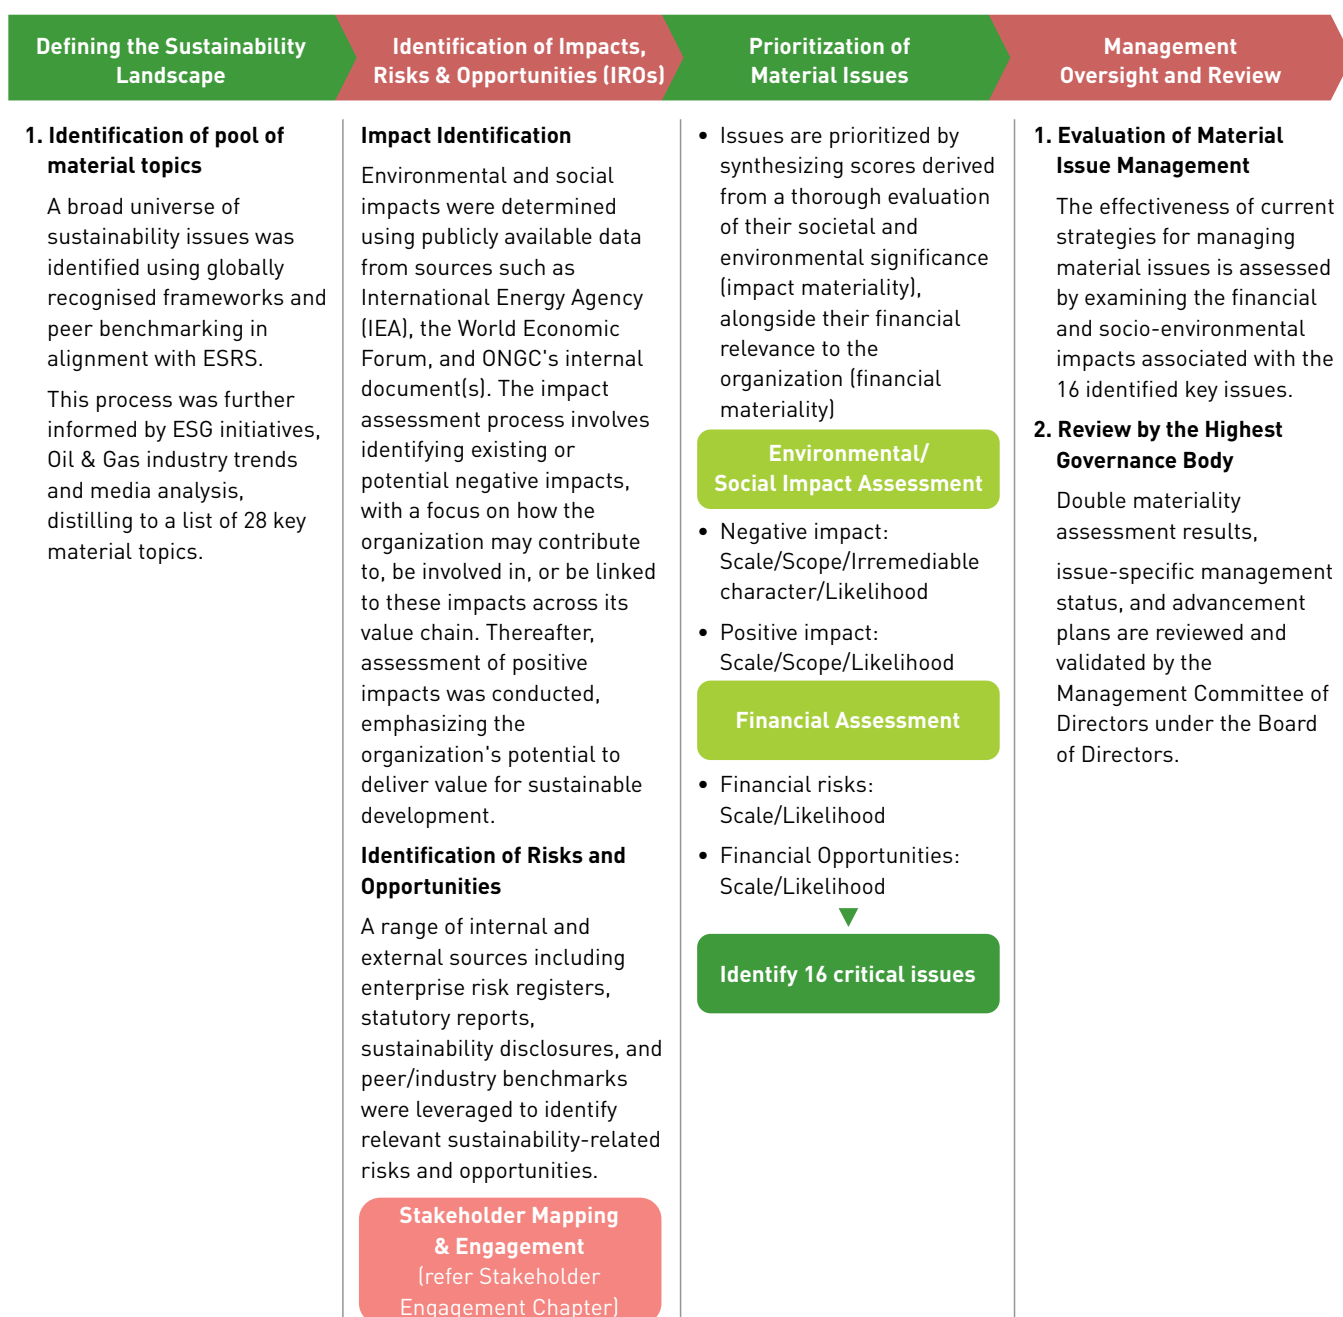 Defining the Sustainability
Landscape
Identification of Impacts,
Risks & Opportunities (IROs)
Prioritization of
Material Issues
Management
Oversight and Review
1. Identification of pool of
material topics
A broad universe of
sustainability issues was
identified using globally
recognised frameworks and
peer benchmarking in
alignment with ESRS.
This process was further
informed by ESG initiatives,
Oil & Gas industry trends
and media analysis,
distilling to a list of 28 key
material topics.
Impact Identification
Environmental and social
impacts were determined
using publicly available data
from sources such as
International Energy Agency
(IEA), the World Economic
Forum, and ONGC's internal
document(s). The impact
assessment process involves
identifying existing or
potential negative impacts,
with a focus on how the
organization may contribute
to, be involved in, or be linked
to these impacts across its
value chain. Thereafter,
assessment of positive
impacts was conducted,
emphasizing the
organization's potential to
deliver value for sustainable
development.
Identification of Risks and
Opportunities
A range of internal and
external sources including
enterprise risk registers,
statutory reports,
sustainability disclosures, and
peer/industry benchmarks
were leveraged to identify
relevant sustainability-related
risks and opportunities.
Stakeholder Mapping
& Engagement
(refer Stakeholder
Engagement Chapter)
• Issues are prioritized by
synthesizing scores derived
from a thorough evaluation
of their societal and
environmental significance
(impact materiality),
alongside their financial
relevance to the
organization (financial
materiality)
Environmental/
Social Impact Assessment
• Negative impact:
Scale/Scope/Irremediable
character/Likelihood
• Positive impact:
Scale/Scope/Likelihood
Financial Assessment
• Financial risks:
Scale/Likelihood
• Financial Opportunities:
Scale/Likelihood
Identify 16 critical issues
1. Evaluation of Material
Issue Management
The effectiveness of current
strategies for managing
material issues is assessed
by examining the financial
and socio-environmental
impacts associated with the
16 identified key issues.
2. Review by the Highest
Governance Body
Double materiality
assessment results,
issue-specific management
status, and advancement
plans are reviewed and
validated by the
Management Committee of
Directors under the Board
of Directors.